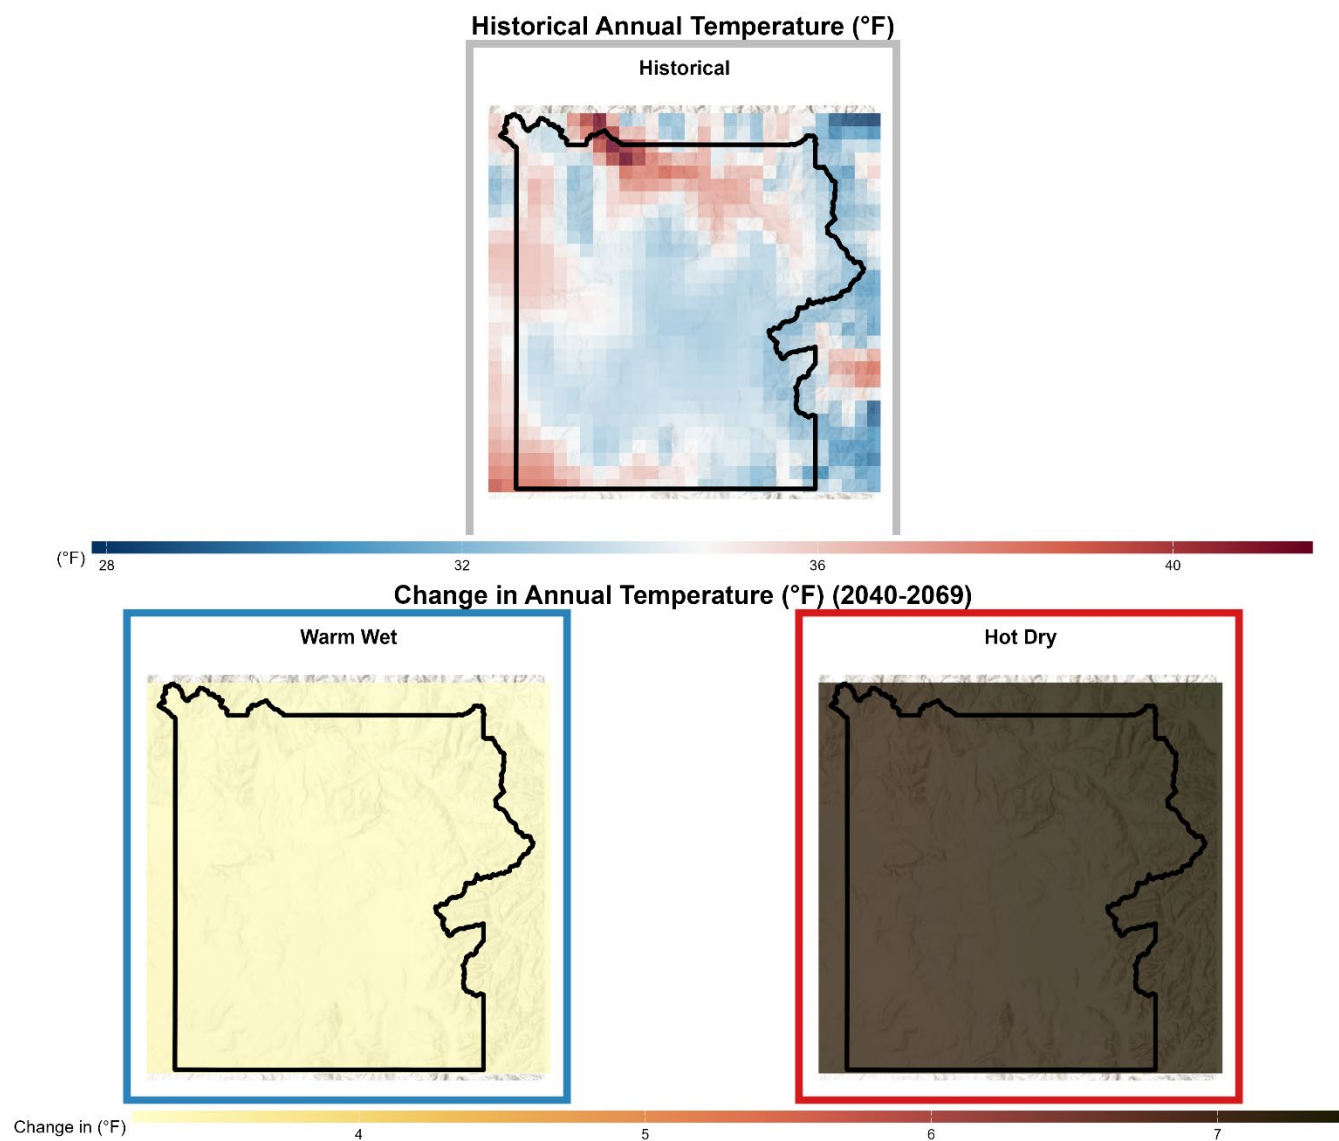 Historical Annual Temperature (°F)
Historical
(°F)
28 32 36 40
Change in Annual Temperature (°F) (2040-2069)
Warm Wet
Hot Dry
Change in (°F)
4 5 6 7